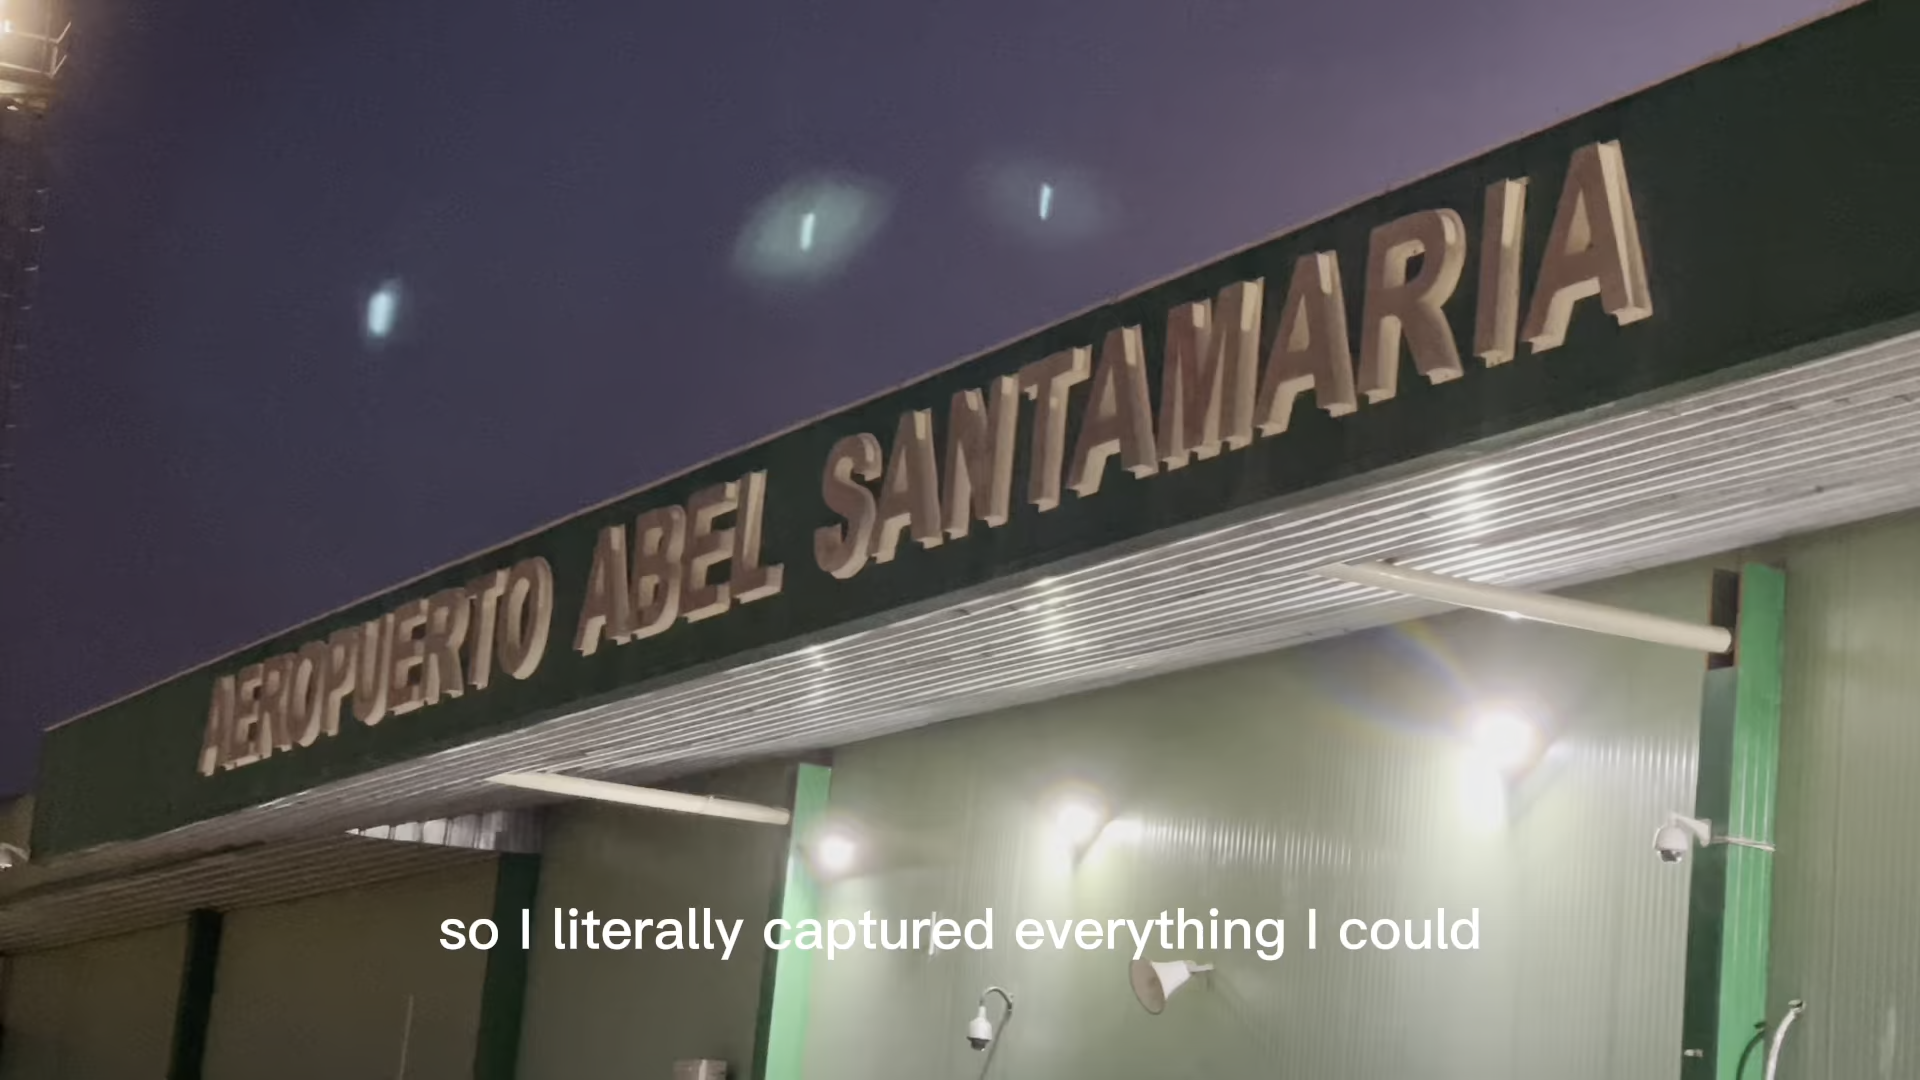 AEROPUERTO ABEL SANTAMARIA
so I literally captured everything I could